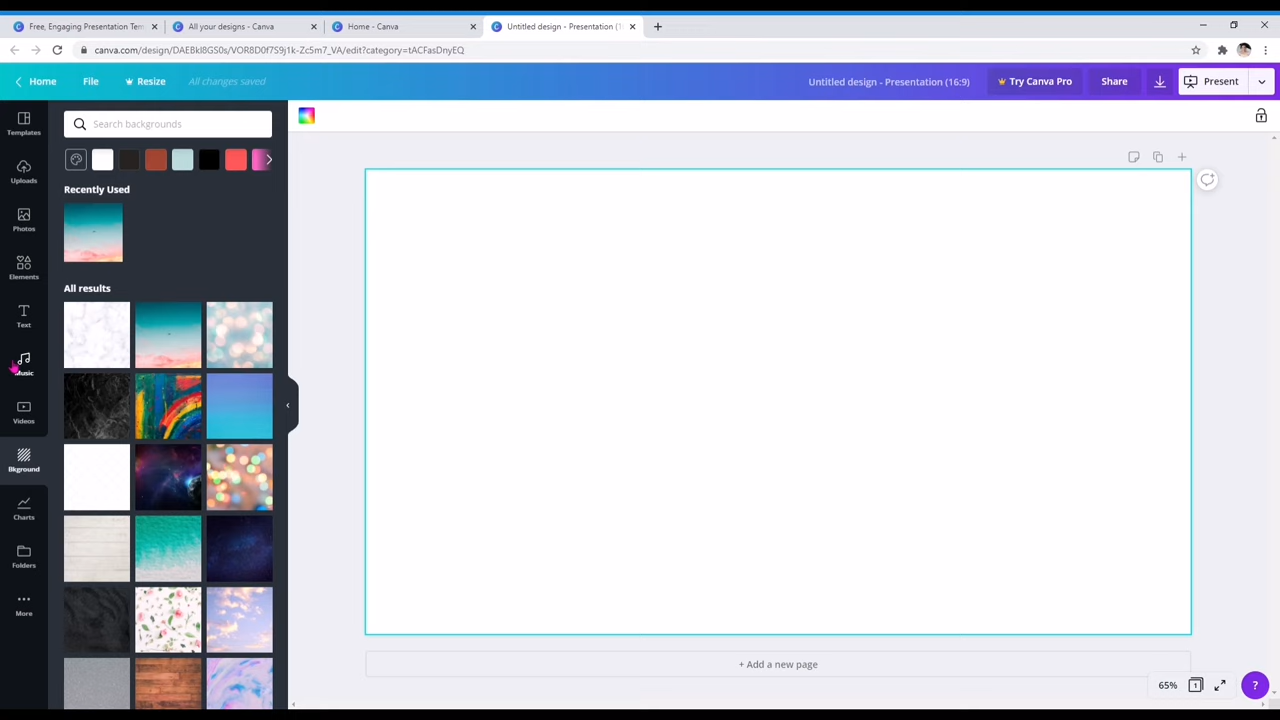 Free, Engaging Presentation Tem
All your designs - Canva
Home - Canva
Untitled design - Presentation (1
canva.com/design/DAEBkl8GS0s/VOR8D0f7S9j1k-Zc5m7_VA/edit?category=tACFasDnyEQ
Home
File
Resize
All changes saved
Untitled design - Presentation (16:9)
Try Canva Pro
Share
Present
Templates
Uploads
Photos
Elements
Text
Music
Videos
Bkground
Charts
Folders
More
Search backgrounds
Recently Used
All results
+ Add a new page
65%
1
?